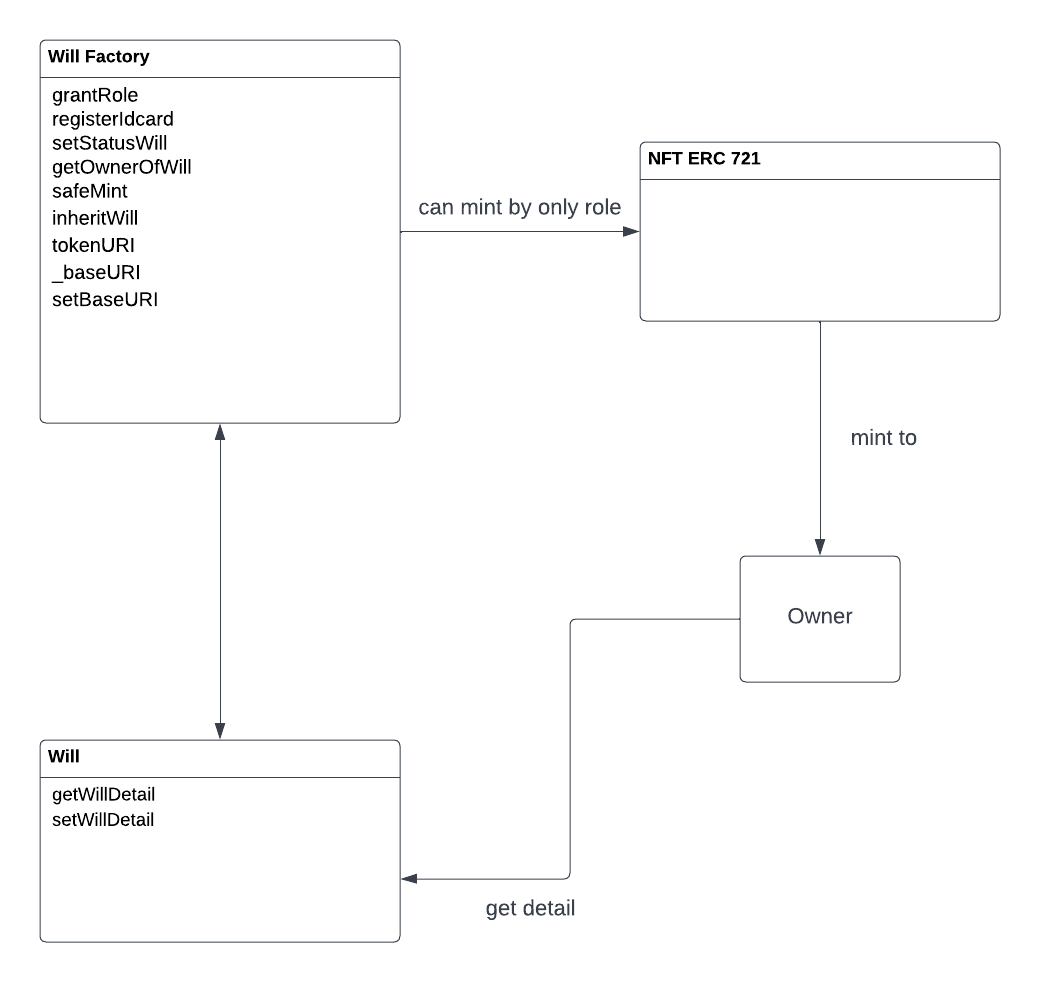 Will Factory
grantRole
registerIdcard
setStatusWill
getOwnerOfWill
safeMint
inheritWill
tokenURI
_baseURI
setBaseURI
can mint by only role
NFT ERC 721
mint to
Owner
Will
getWillDetail
setWillDetail
get detail